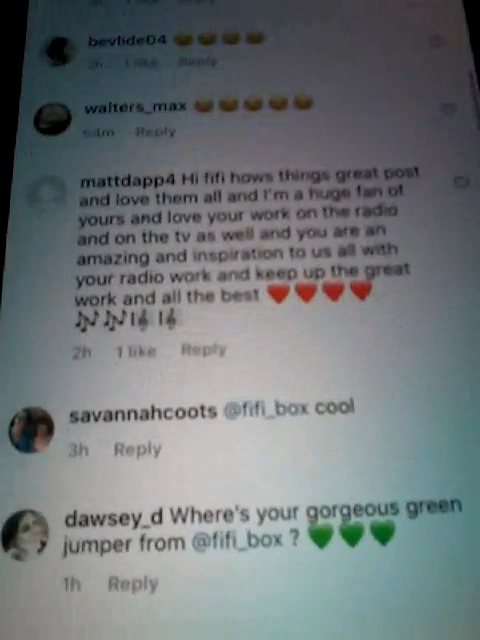 bevlide04 😂 😂 😂 😂
2h 1 like Reply
waiters_max 😂 😂 😂 😂 😂
54m Reply
mattdapp4 Hi fifi hows things great post
and love them all and I'm a huge fan of
yours and love your work on the radio
and on the tv as well and you are an
amazing and inspiration to us all with
your radio work and keep up the great
work and all the best ❤️ ❤️ ❤️ ❤️
🎶 🎶 🎼 🎼
2h 1 like Reply
savannahcoots @fifi_box cool
3h Reply
dawsey_d Where's your gorgeous green
jumper from @fifi_box ? 💚 💚 💚
1h Reply